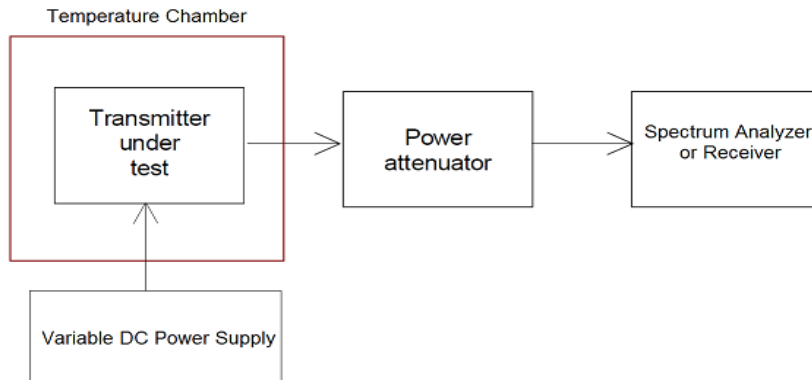 Temperature Chamber
Transmitter
under
test
Power
attenuator
Spectrum Analyzer
or Receiver
Variable DC Power Supply